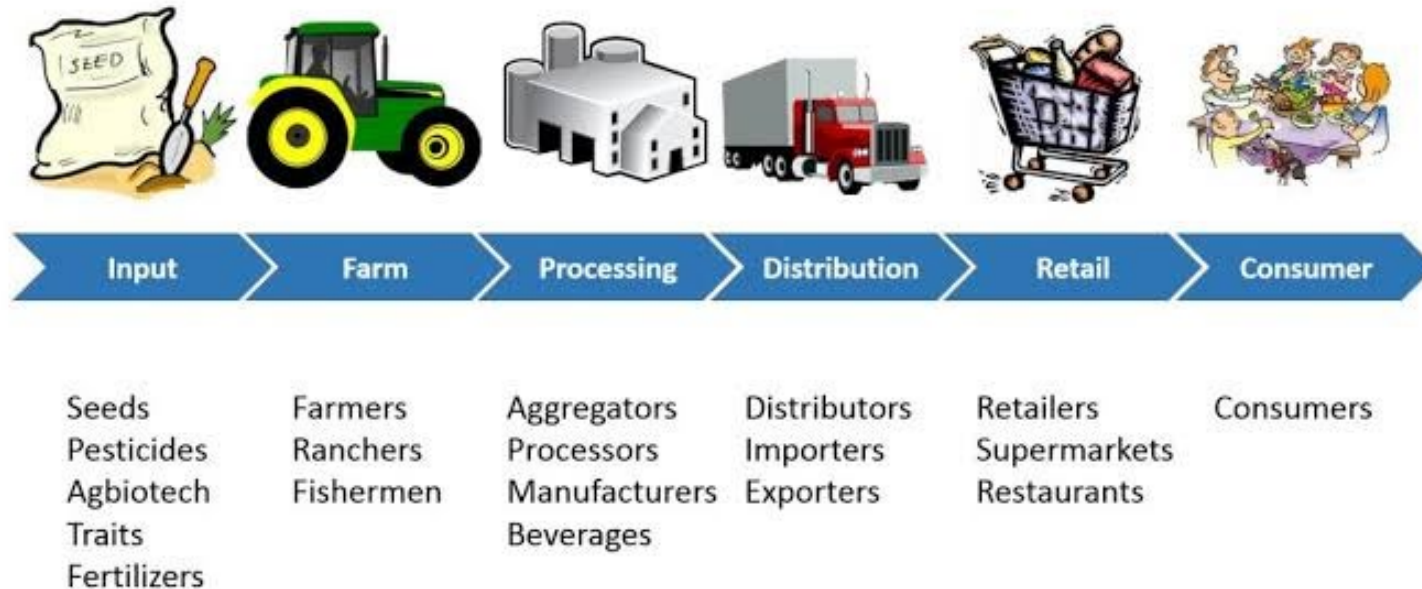 SEED
Input
Farm
Processing
Distribution
Retail
Consumer
Seeds
Pesticides
Agbiotech
Traits
Fertilizers
Farmers
Ranchers
Fishermen
Aggregators
Processors
Manufacturers
Beverages
Distributors
Importers
Exporters
Retailers
Supermarkets
Restaurants
Consumers